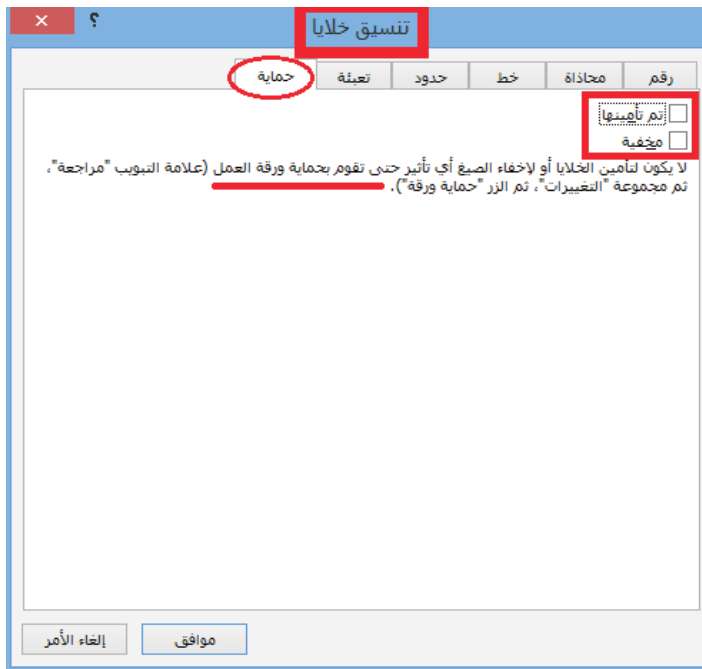 تنسيق خلايا
؟
رقم محاذاة خط حدود تعبئة حماية
تم تأمينها
مخفية
لا يكون لتأمين الخلايا أو لإخفاء الصيغ أي تأثير حتى تقوم بحماية ورقة العمل (علامة التبويب "مراجعة"،
ثم مجموعة "التغييرات"، ثم الزر "حماية ورقة").
موافق إلغاء الأمر